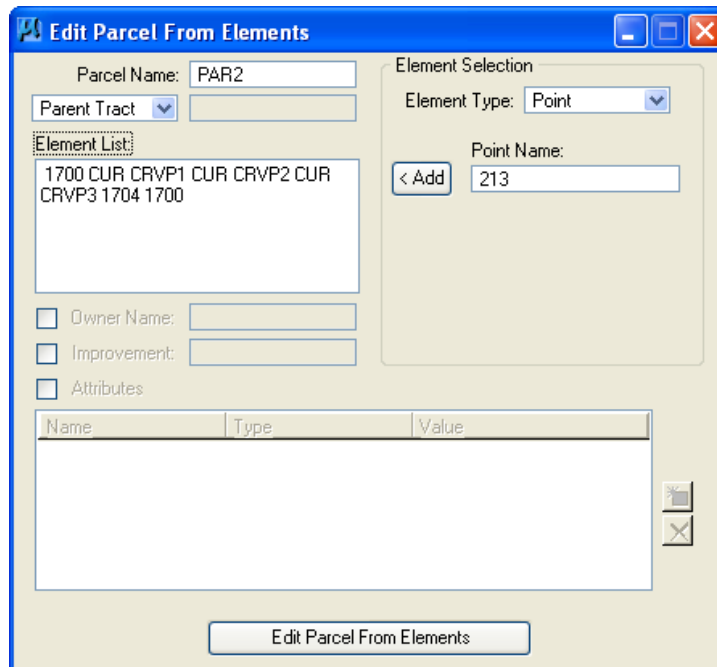 Edit Parcel From Elements
Parcel Name: PAR2
Parent Tract
Element List:
1700 CUR CRVP1 CUR CRVP2 CUR
CRVP3 1704 1700
Element Selection
Element Type: Point
Point Name:
< Add 213
Owner Name:
Improvement:
Attributes
Name Type Value
Edit Parcel From Elements